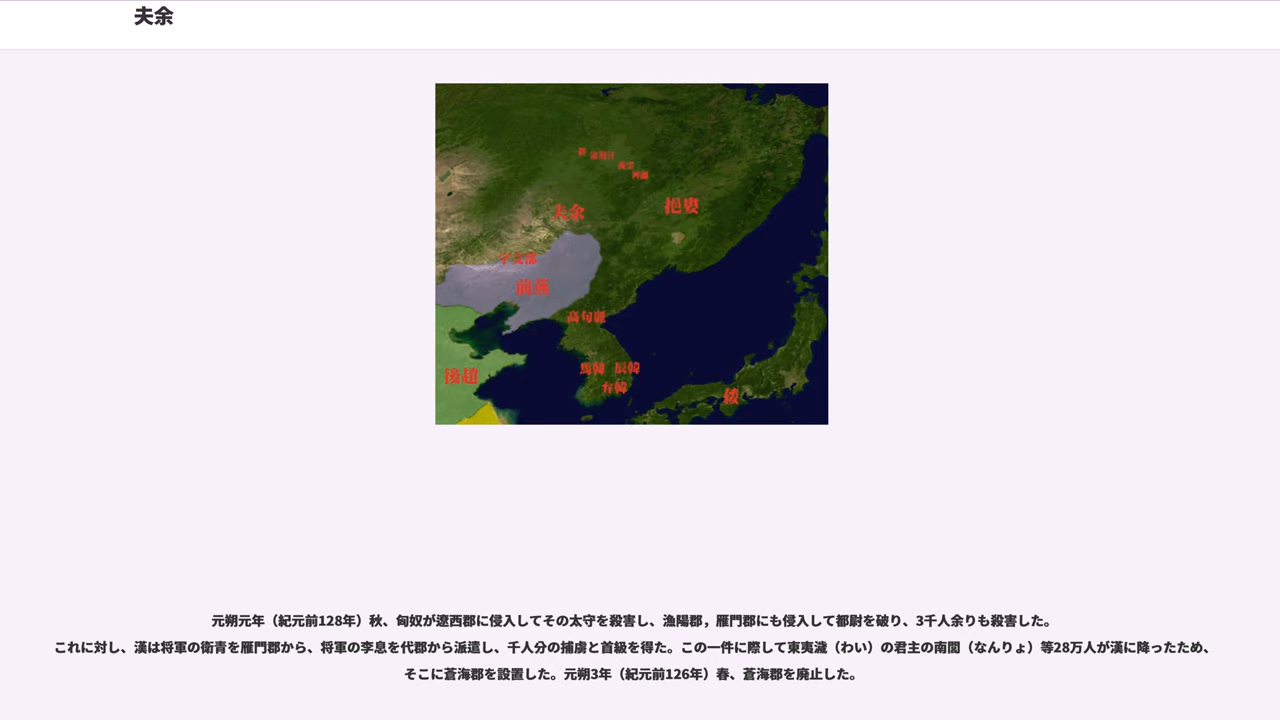 夫余
夫余
挹婁
宇文部
前燕
高句麗
馬韓 辰韓
弁韓
後趙
倭
元朔元年（紀元前128年）秋、匈奴が遼西郡に侵入してその太守を殺害し、漁陽郡，雁門郡にも侵入して都尉を破り、3千人余りも殺害した。
これに対し、漢は将軍の衛青を雁門郡から、将軍の李息を代郡から派遣し、千人分の捕虜と首級を得た。この一件に際して東夷濊（わい）の君主の南閭（なんりょ）等28万人が漢に降ったため、
そこに蒼海郡を設置した。元朔3年（紀元前126年）春、蒼海郡を廃止した。